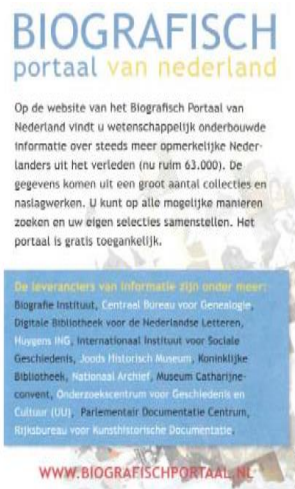 BIOGRAFISCH
portaal van nederland
Op de website van het Biografisch Portaal van
Nederland vindt u wetenschappelijk onderbouwde
informatie over steeds meer opmerkelijke Neder-
landers uit het verleden (nu ruim 63.000). De
gegevens komen uit een groot aantal collecties en
naslagwerken. U kunt op alle mogelijke manieren
zoeken en uw eigen selecties samenstellen. Het
portaal is gratis toegankelijk.
De leveranciers van informatie zijn onder meer:
Biografie Instituut, Centraal Bureau voor Genealogie,
Digitale Bibliotheek voor de Nederlandse Letteren,
Huygens ING, Internationaal Instituut voor Sociale
Geschiedenis, Joods Historisch Museum, Koninklijke
Bibliotheek, Nationaal Archief, Museum Catharijne-
convent, Onderzoekscentrum voor Geschiedenis en
Cultuur (UU), Parlementair Documentatie Centrum,
Rijksbureau voor Kunsthistorische Documentatie.
WWW.BIOGRAFISCHPORTAAL.NL